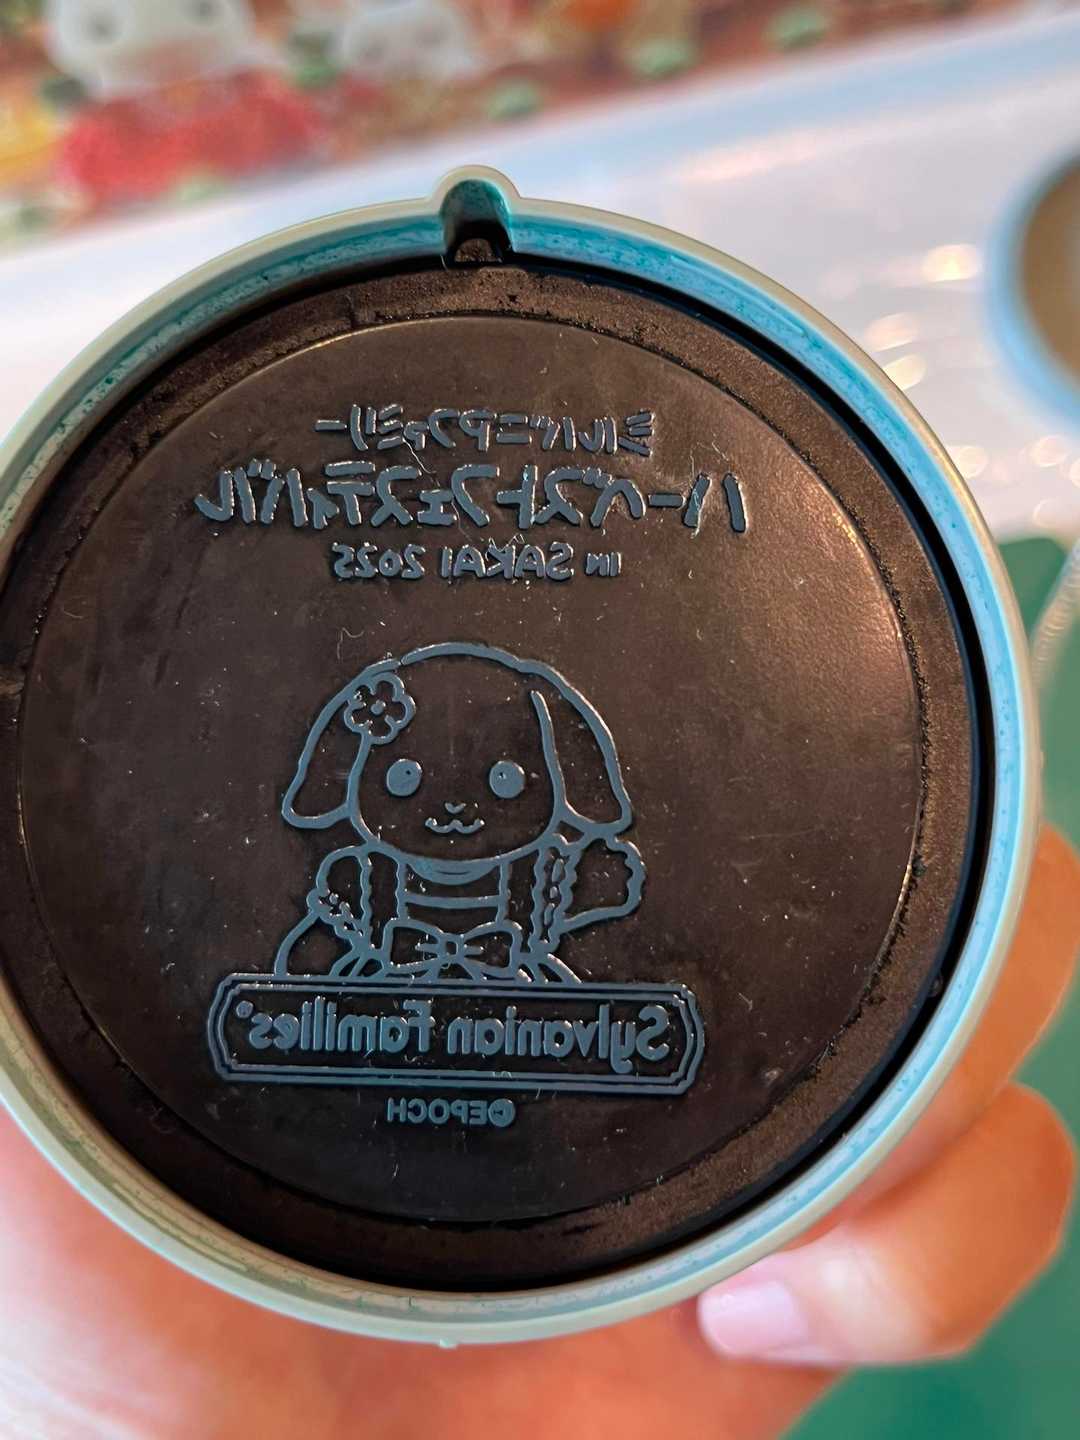 シルバニアファミリー
ハーベストフェスティバル
IN SAKAI 2025
Sylvanian Families®
©EPOCH